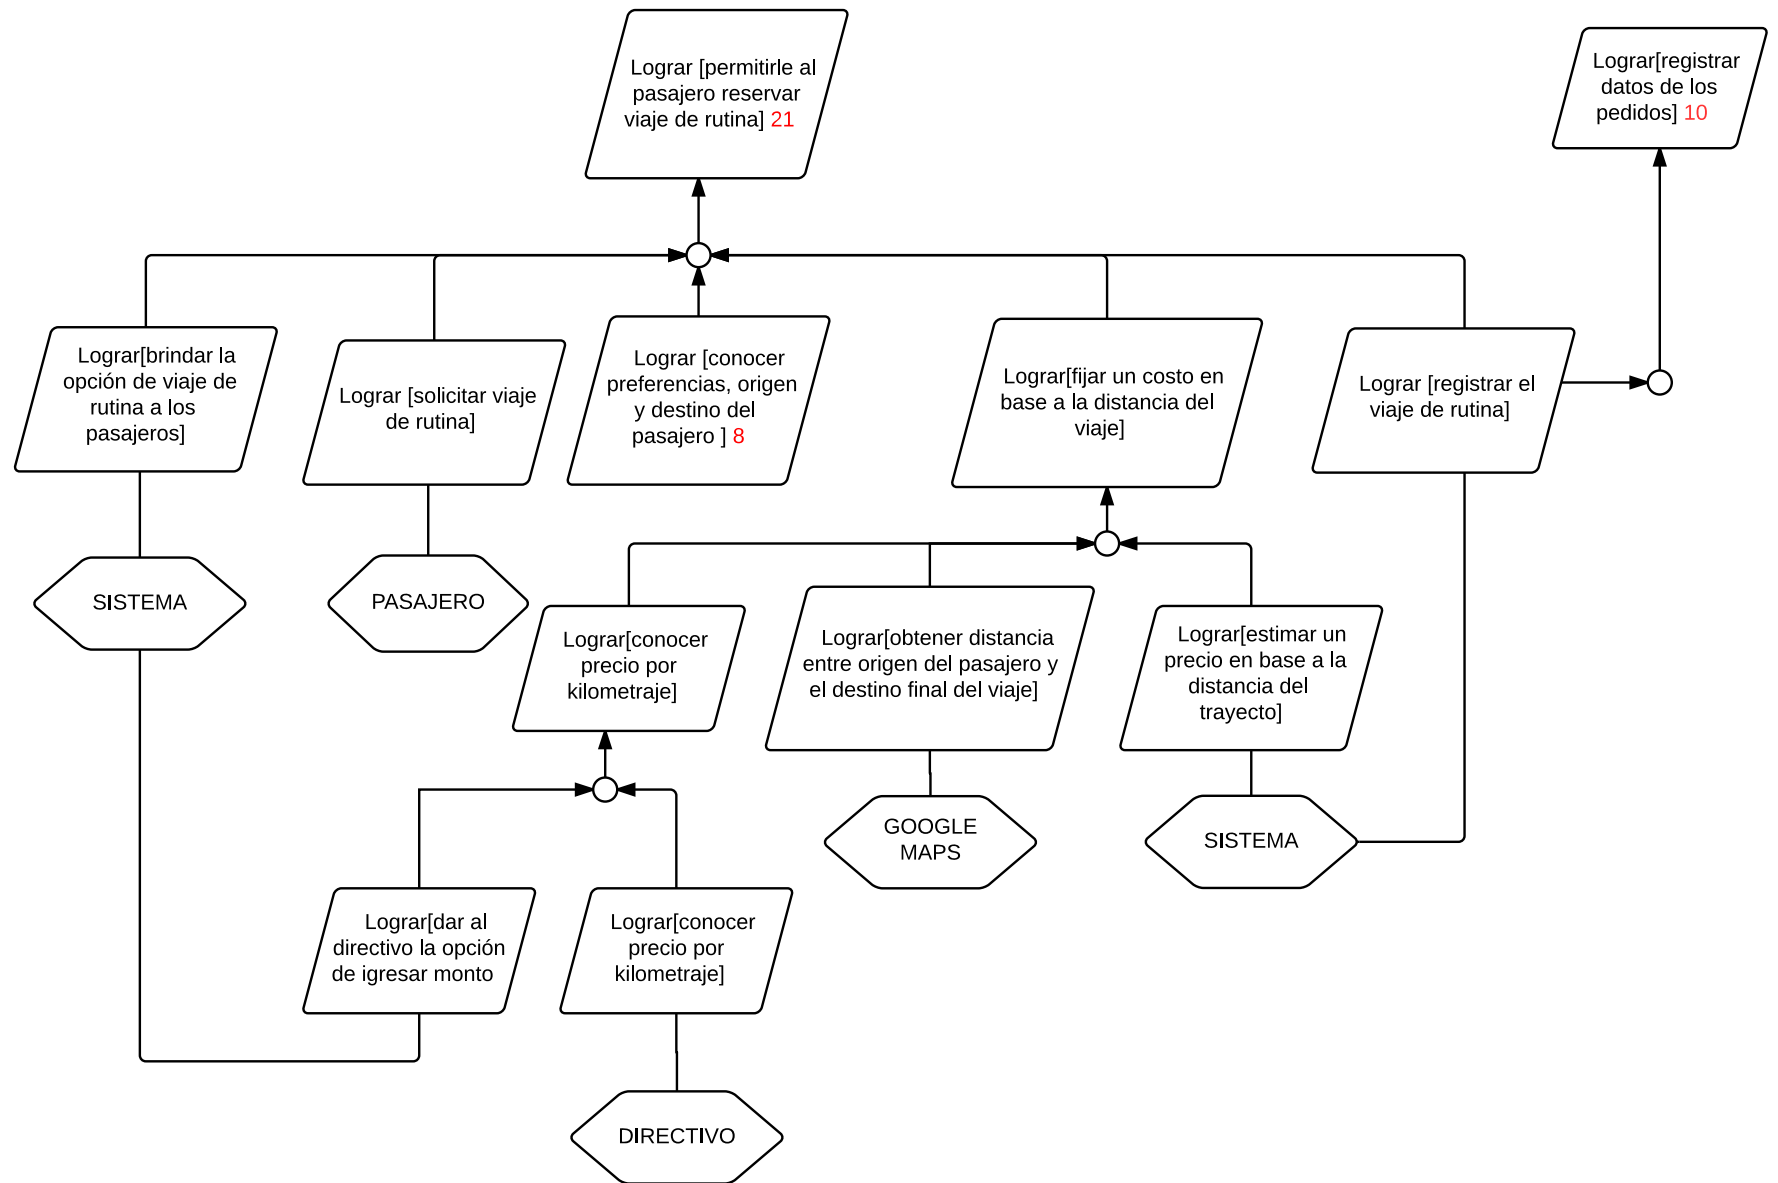 Lograr [permitirle al
pasajero reservar
viaje de rutina] 21
Lograr[registrar
datos de los
pedidos] 10
Lograr[brindar la
opción de viaje de
rutina a los
pasajeros]
Lograr [solicitar viaje
de rutina]
Lograr [conocer
preferencias, origen
y destino del
pasajero ] 8
Lograr[fijar un costo en
base a la distancia del
viaje]
Lograr [registrar el
viaje de rutina]
SISTEMA
PASAJERO
Lograr[conocer
precio por
kilometraje]
Lograr[obtener distancia
entre origen del pasajero y
el destino final del viaje]
Lograr[estimar un
precio en base a la
distancia del
trayecto]
GOOGLE
MAPS
SISTEMA
Lograr[dar al
directivo la opción
de igresar monto
Lograr[conocer
precio por
kilometraje]
DIRECTIVO